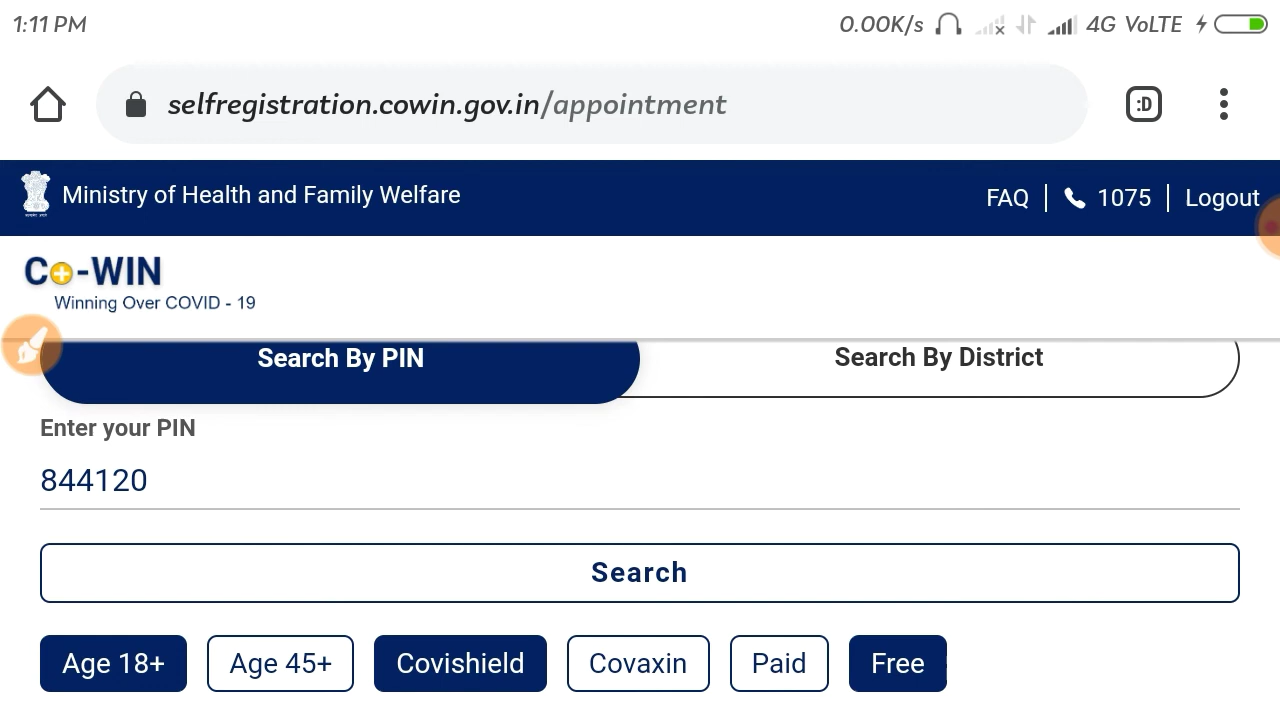 1:11 PM 0.00K/s 4G VoLTE
selfregistration.cowin.gov.in/appointment :D
Ministry of Health and Family Welfare FAQ | 1075 | Logout
Co-WIN
Winning Over COVID - 19
Search By PIN Search By District
Enter your PIN
844120
Search
Age 18+ Age 45+ Covishield Covaxin Paid Free